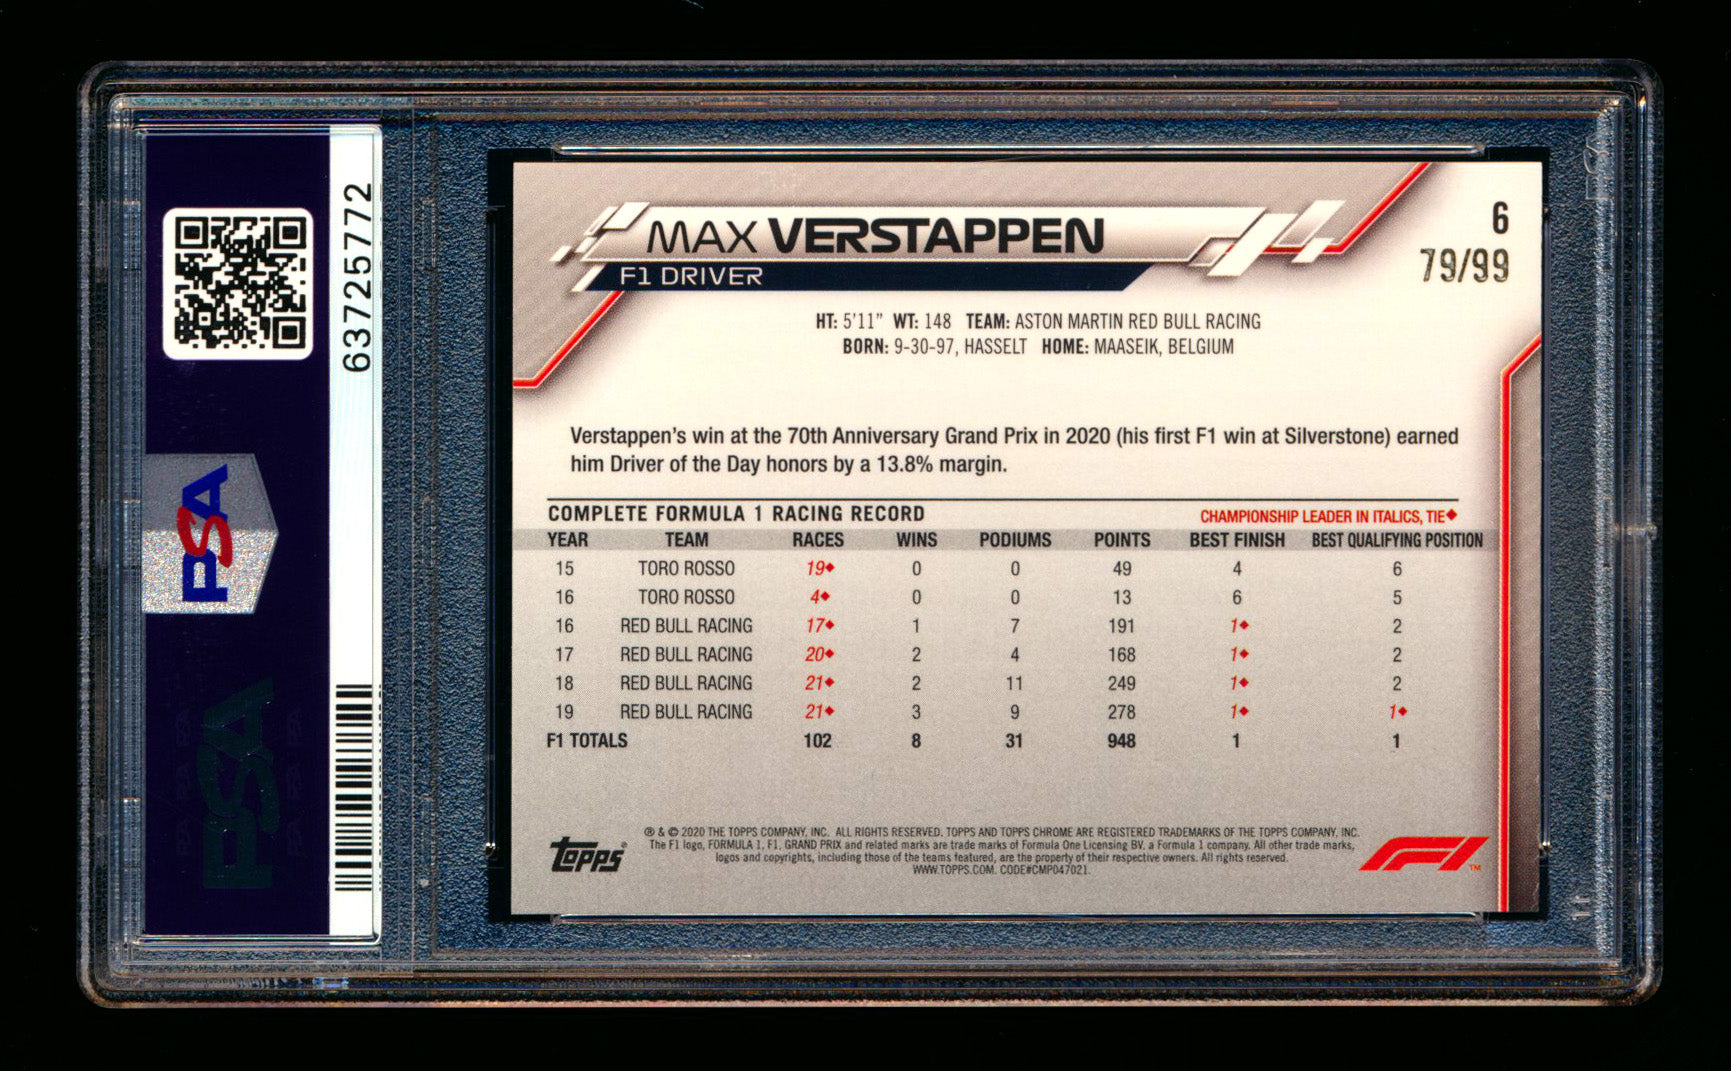 63725772
PSA
PSA
MAX VERSTAPPEN
F1 DRIVER
6
79/99
HT: 5'11" WT: 148 TEAM: ASTON MARTIN RED BULL RACING
BORN: 9-30-97, HASSELT HOME: MAASEIK, BELGIUM
Verstappen's win at the 70th Anniversary Grand Prix in 2020 (his first F1 win at Silverstone) earned
him Driver of the Day honors by a 13.8% margin.
COMPLETE FORMULA 1 RACING RECORD
CHAMPIONSHIP LEADER IN ITALICS, TIE♦
YEAR TEAM RACES WINS PODIUMS POINTS BEST FINISH BEST QUALIFYING POSITION
15 TORO ROSSO 19♦ 0 0 49 4 6
16 TORO ROSSO 4♦ 0 0 13 6 5
16 RED BULL RACING 17♦ 1 7 191 1♦ 2
17 RED BULL RACING 20♦ 2 4 168 1♦ 2
18 RED BULL RACING 21♦ 2 11 249 1♦ 2
19 RED BULL RACING 21♦ 3 9 278 1♦ 1♦
F1 TOTALS 102 8 31 948 1 1
topps®
® & © 2020 THE TOPPS COMPANY, INC. ALL RIGHTS RESERVED. TOPPS AND TOPPS CHROME ARE REGISTERED TRADEMARKS OF THE TOPPS COMPANY, INC.
The F1 logo, FORMULA 1, F1, GRAND PRIX and related marks are trade marks of Formula One Licensing BV, a Formula 1 company. All other trade marks,
logos and copyrights, including those of the teams featured, are the property of their respective owners. All rights reserved.
WWW.TOPPS.COM. CODE#CMP047021.
F1 ™